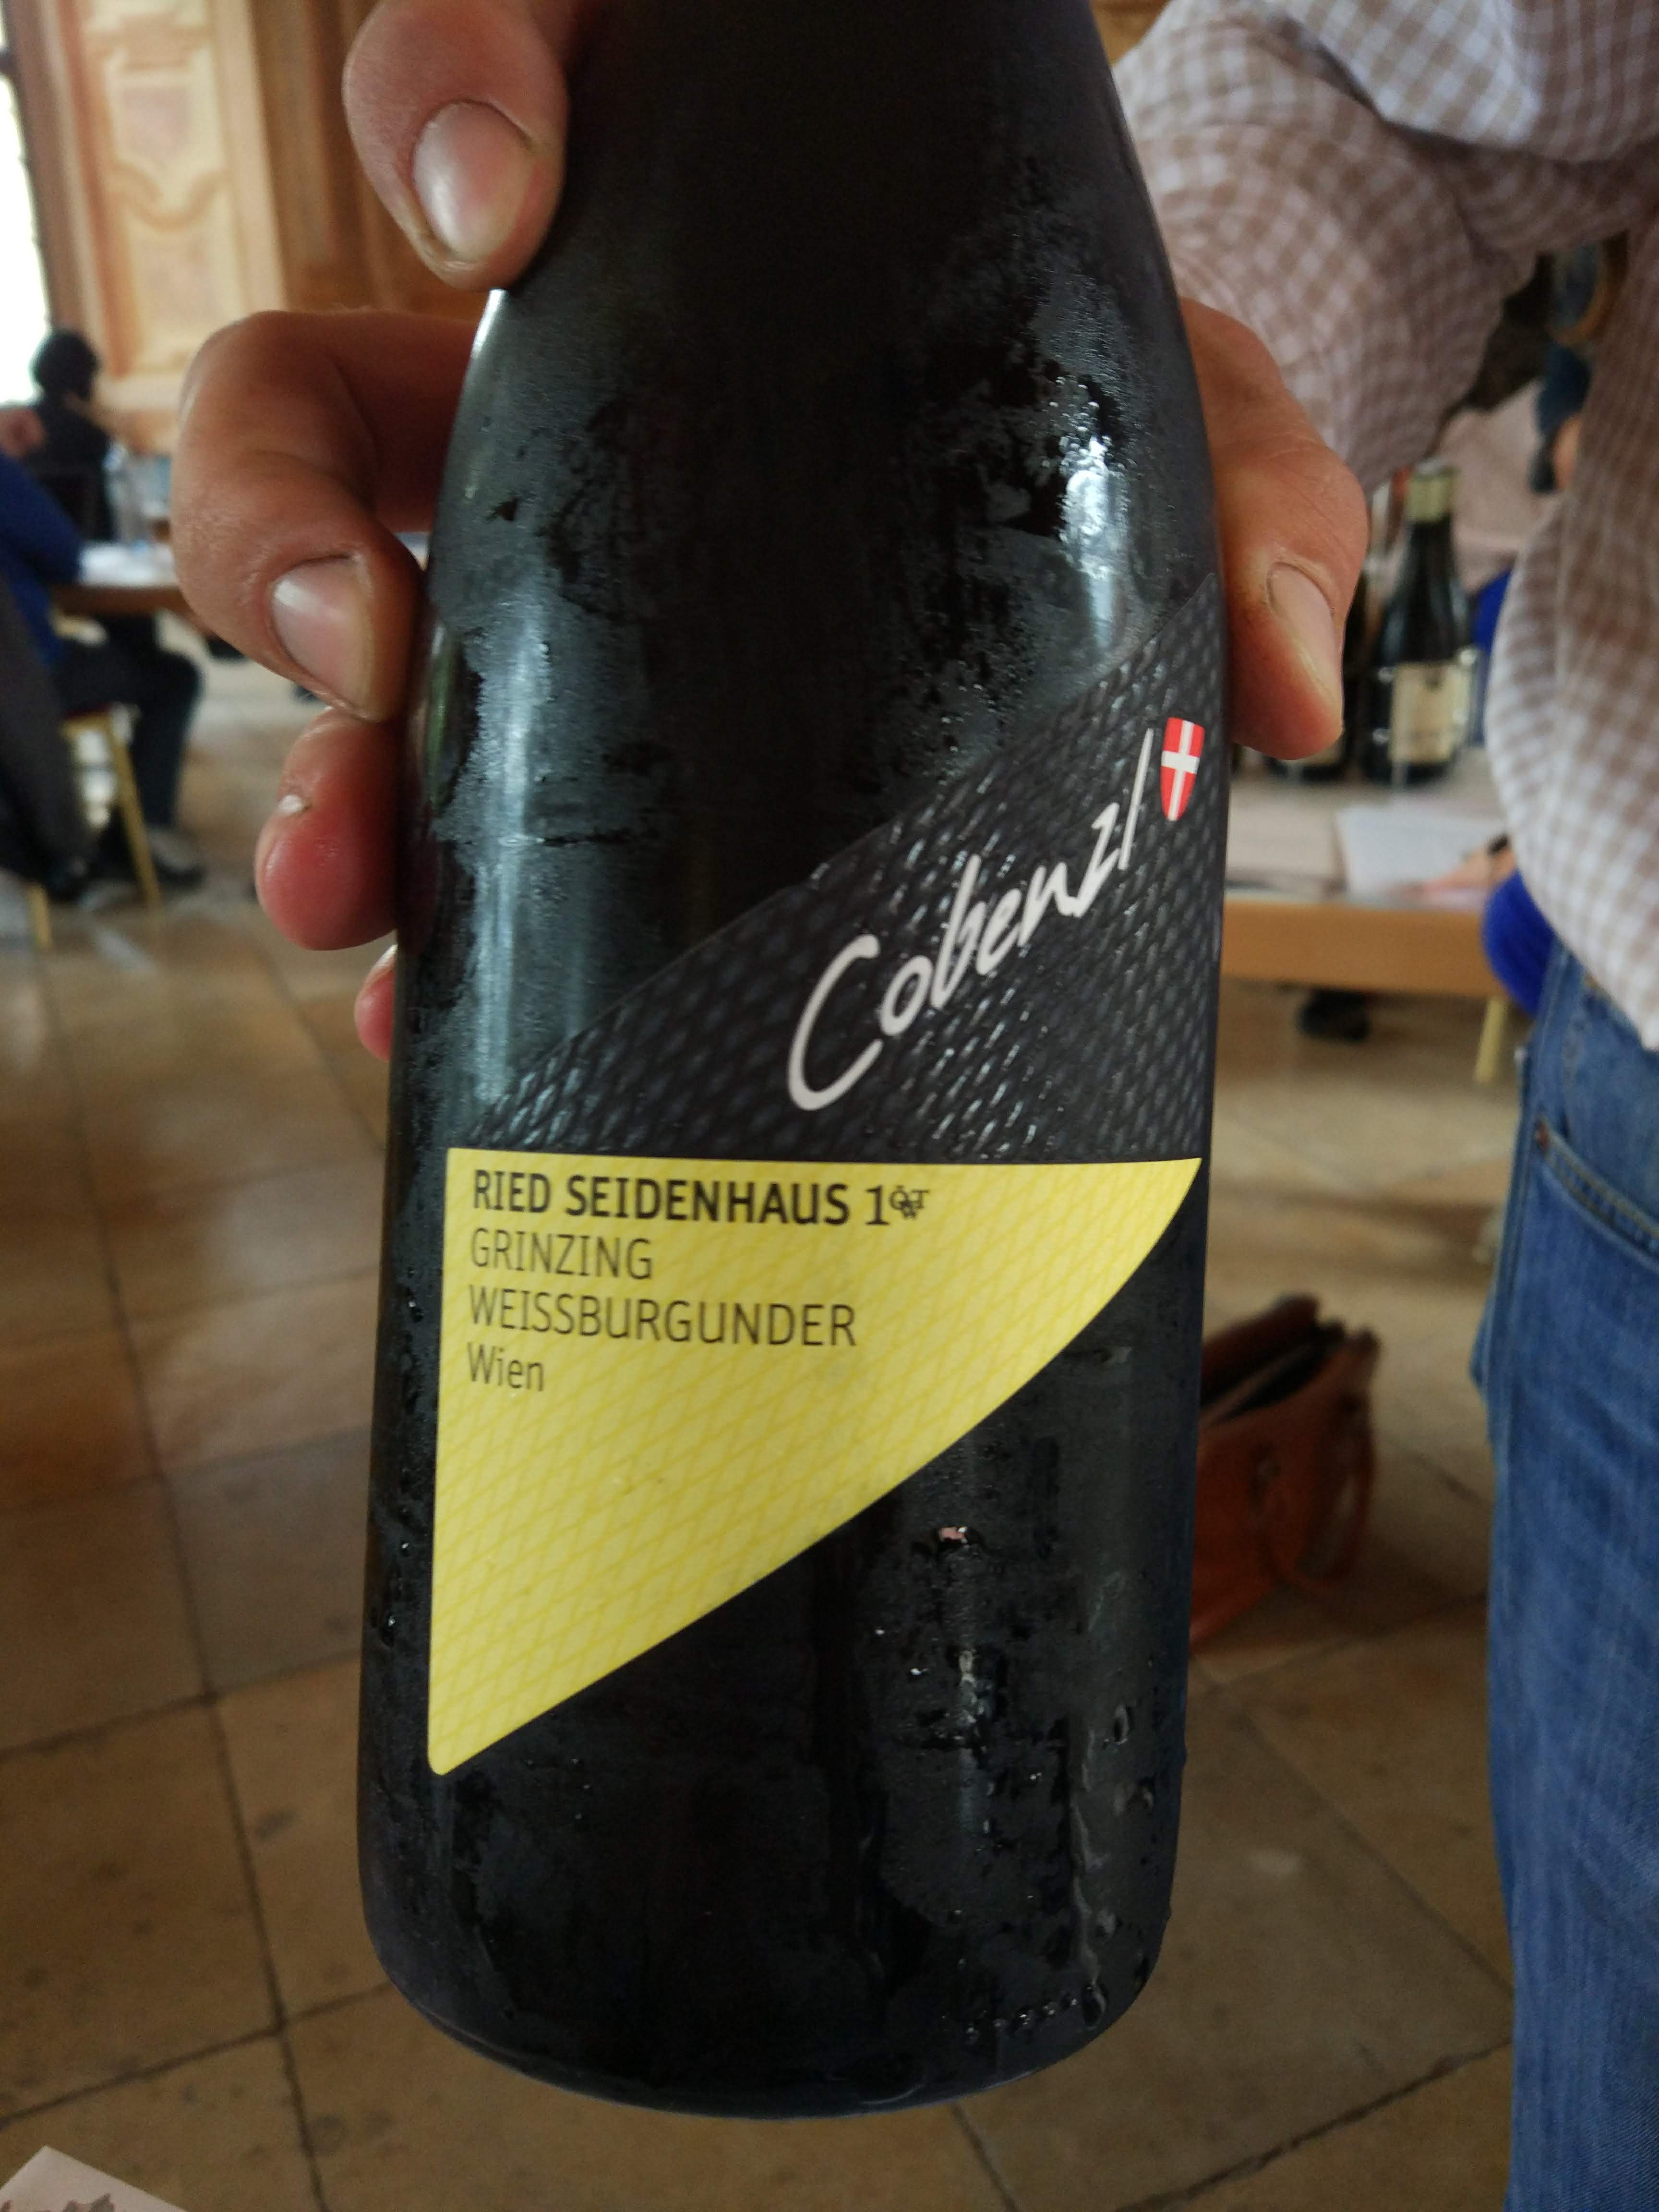 Cobenzl
RIED SEIDENHAUS 1ÖTW
GRINZING
WEISSBURGUNDER
Wien